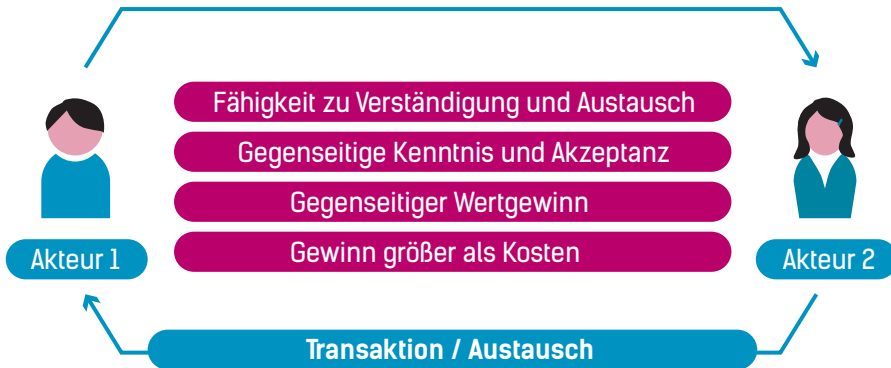 Fähigkeit zu Verständigung und Austausch
Gegenseitige Kenntnis und Akzeptanz
Gegenseitiger Wertgewinn
Gewinn größer als Kosten
Akteur 1
Akteur 2
Transaktion / Austausch